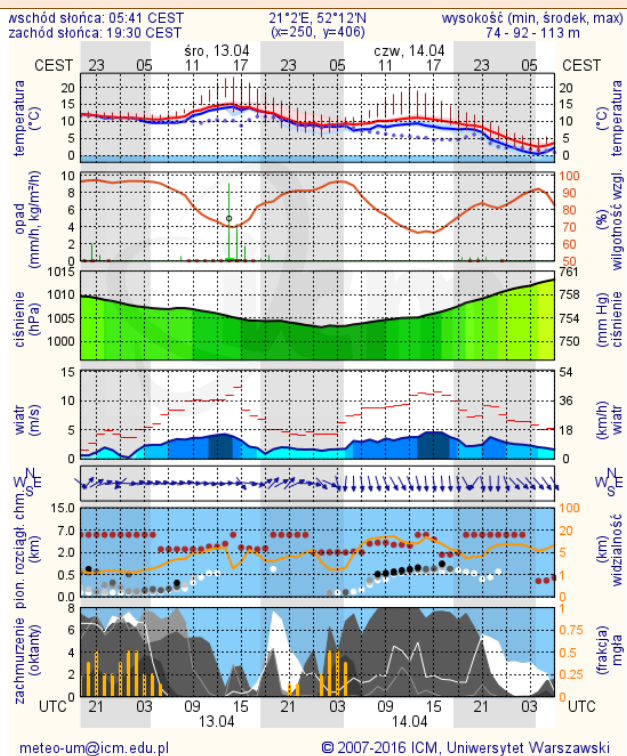 wschód słońca: 05:41 CEST 21°2'E, 52°12'N wysokość (min, środek, max)
zachód słońca: 19:30 CEST (x=250, y=406) 74 - 92 - 113 m
śro, 13.04 czw, 14.04
CEST 23 05 11 17 23 05 11 17 23 05 CEST
temperatura (°C)
20 15 10 5 0
20 15 10 5 0
temperatura (°C)
opad (mm/h, kg/m²/h)
10 8 6 4 2 0
100 90 80 70 60 50
(%) wilgotność wzgl.
ciśnienie (hPa)
1015 1010 1005 1000
761 758 754 750
(mm Hg) ciśnienie
wiatr (m/s)
15 10 5 0
54 36 18 0
(km/h) wiatr
N W E S
N W E S
pion. rozciągł. chm. (km)
15.0 7.0 2.0 0.5 0.0
100 20 5 1 0
(km) widzialność
zachmurzenie (oktanty)
8 6 4 2 0
1 0.75 0.5 0.25 0
(frakcja) mgła
UTC 21 03 09 15 21 03 09 15 21 03 UTC
13.04 14.04
meteo-um@icm.edu.pl © 2007-2016 ICM, Uniwersytet Warszawski